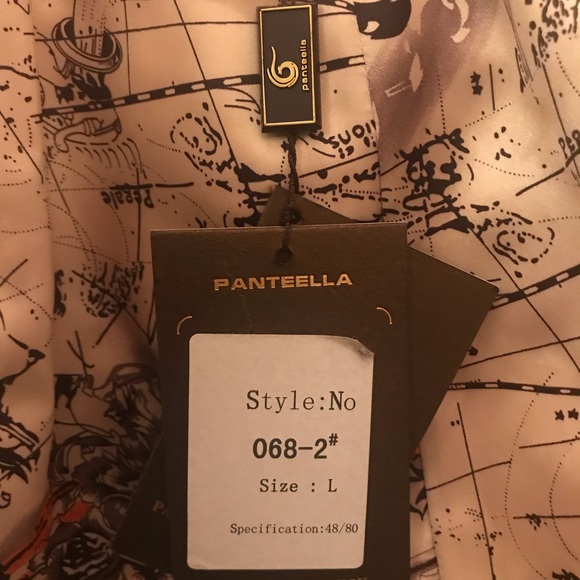 panteella
PANTEELLA
Style:No
068-2#
Size : L
Specification:48/80